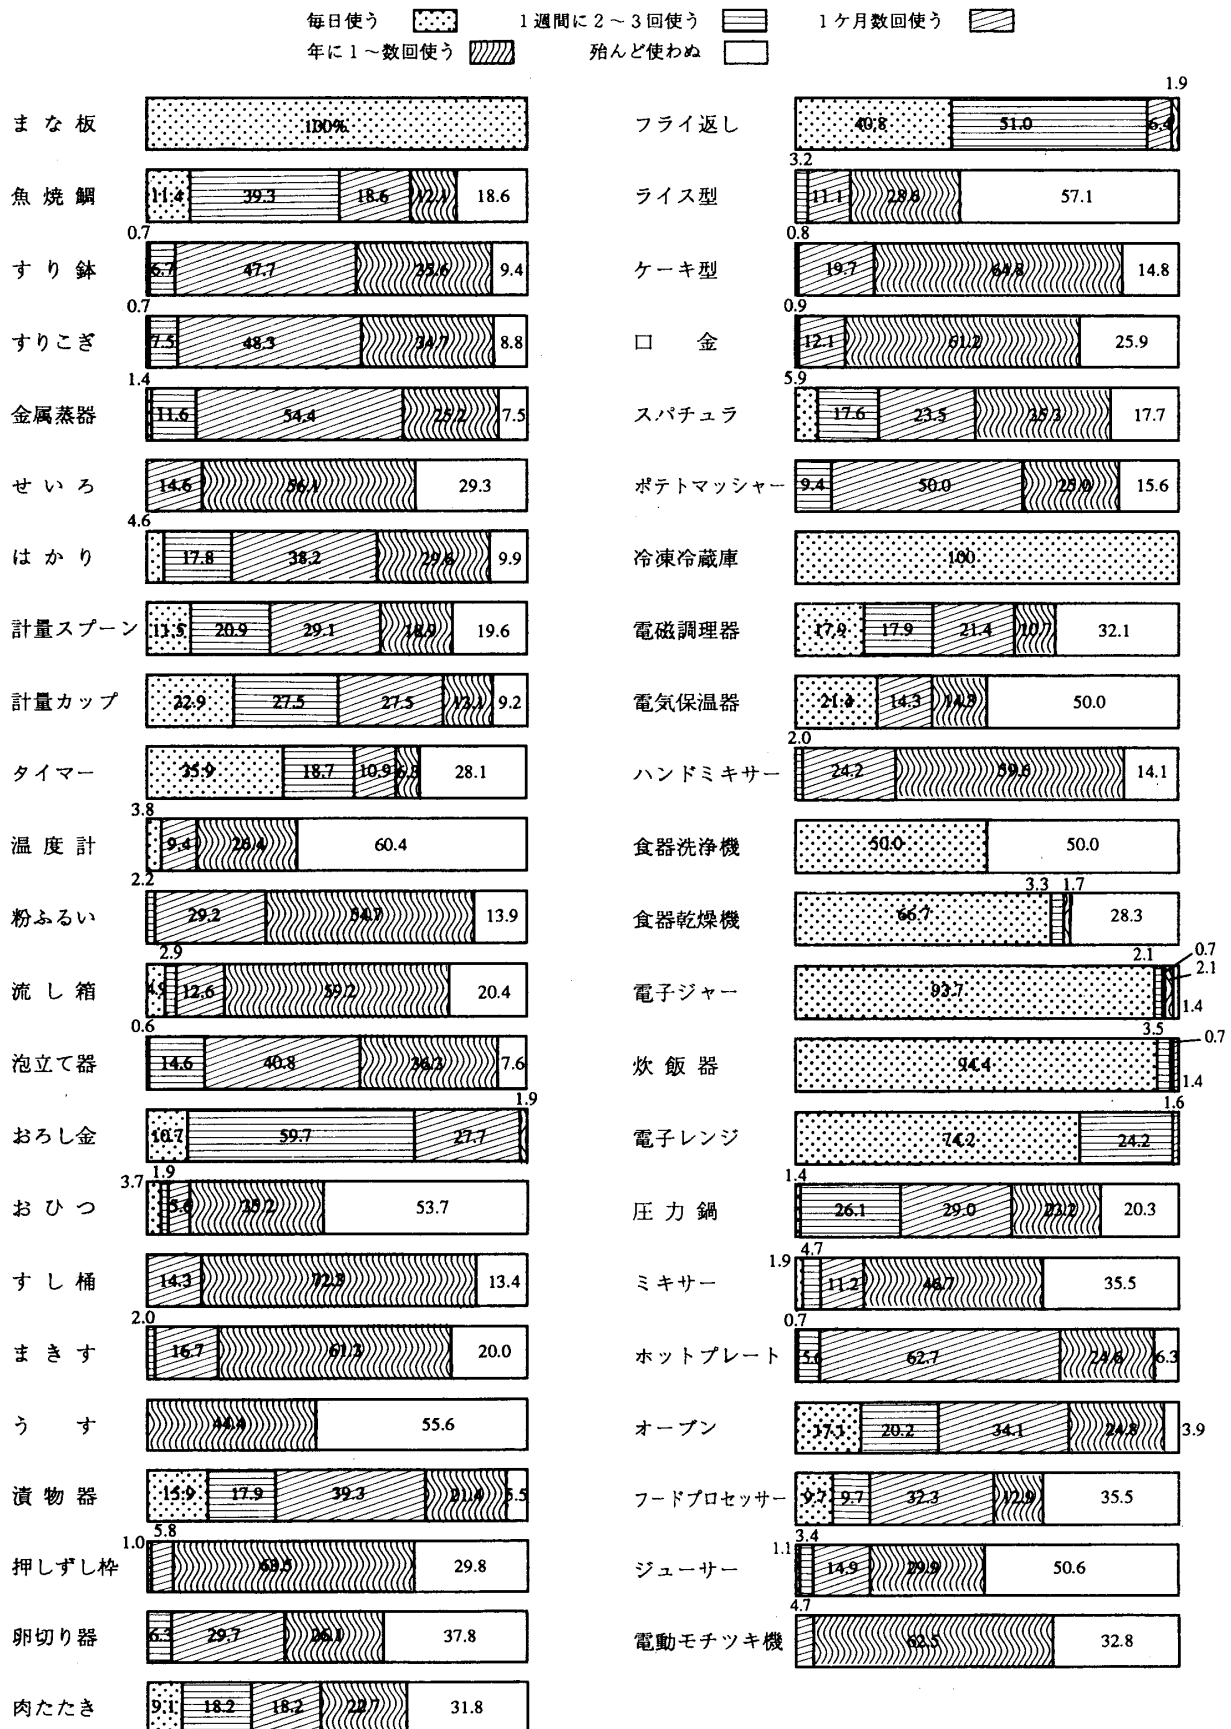 毎日使う 1週間に2～3回使う 1ケ月数回使う
年に1～数回使う 殆んど使わぬ
まな板 100%
魚焼鯛 11.4 39.3 18.6 12.1 18.6
0.7
すり鉢 6.7 47.7 35.6 9.4
0.7
すりこぎ 7.5 48.3 34.7 8.8
1.4
金属蒸器 11.6 54.4 25.2 7.5
せいろ 14.6 56.1 29.3
4.6
はかり 17.8 38.2 29.6 9.9
計量スプーン 11.5 20.9 29.1 18.9 19.6
計量カップ 22.9 27.5 27.5 13.1 9.2
タイマー 35.9 18.7 10.9 6.3 28.1
3.8
温度計 9.4 26.4 60.4
2.2
粉ふるい 29.2 54.7 13.9
2.9
流し箱 4.9 12.6 59.2 20.4
0.6
泡立て器 14.6 40.8 36.3 7.6
1.9
おろし金 10.7 59.7 27.7
3.7 1.9
おひつ 5.6 35.2 53.7
すし桶 14.3 72.3 13.4
2.0
まきす 16.7 61.3 20.0
うす 44.4 55.6
漬物器 15.9 17.9 39.3 21.4 5.5
1.0 5.8
押しずし枠 63.5 29.8
卵切り器 6.3 29.7 26.1 37.8
肉たたき 9.1 18.2 18.2 22.7 31.8
1.9
フライ返し 40.8 51.0 6.4
3.2
ライス型 11.1 28.6 57.1
0.8
ケーキ型 19.7 64.8 14.8
0.9
口金 12.1 61.2 25.9
5.9
スパチュラ 17.6 23.5 35.3 17.7
ポテトマッシャー 9.4 50.0 25.0 15.6
冷凍冷蔵庫 100
電磁調理器 17.9 17.9 21.4 10.7 32.1
電気保温器 21.4 14.3 14.3 50.0
2.0
ハンドミキサー 24.2 59.6 14.1
食器洗浄機 50.0 50.0
3.3 1.7
食器乾燥機 66.7 28.3
2.1 0.7
2.1
電子ジャー 93.7 1.4
3.5 0.7
炊飯器 94.4 1.4
1.6
電子レンジ 74.2 24.2
1.4
圧力鍋 26.1 29.0 23.2 20.3
1.9 4.7
ミキサー 11.2 46.7 35.5
0.7
ホットプレート 5.6 62.7 24.6 6.3
オーブン 17.1 20.2 34.1 24.8 3.9
フードプロセッサー 9.7 9.7 32.3 12.9 35.5
1.1 3.4
ジューサー 14.9 29.9 50.6
4.7
電動モチツキ機 62.5 32.8